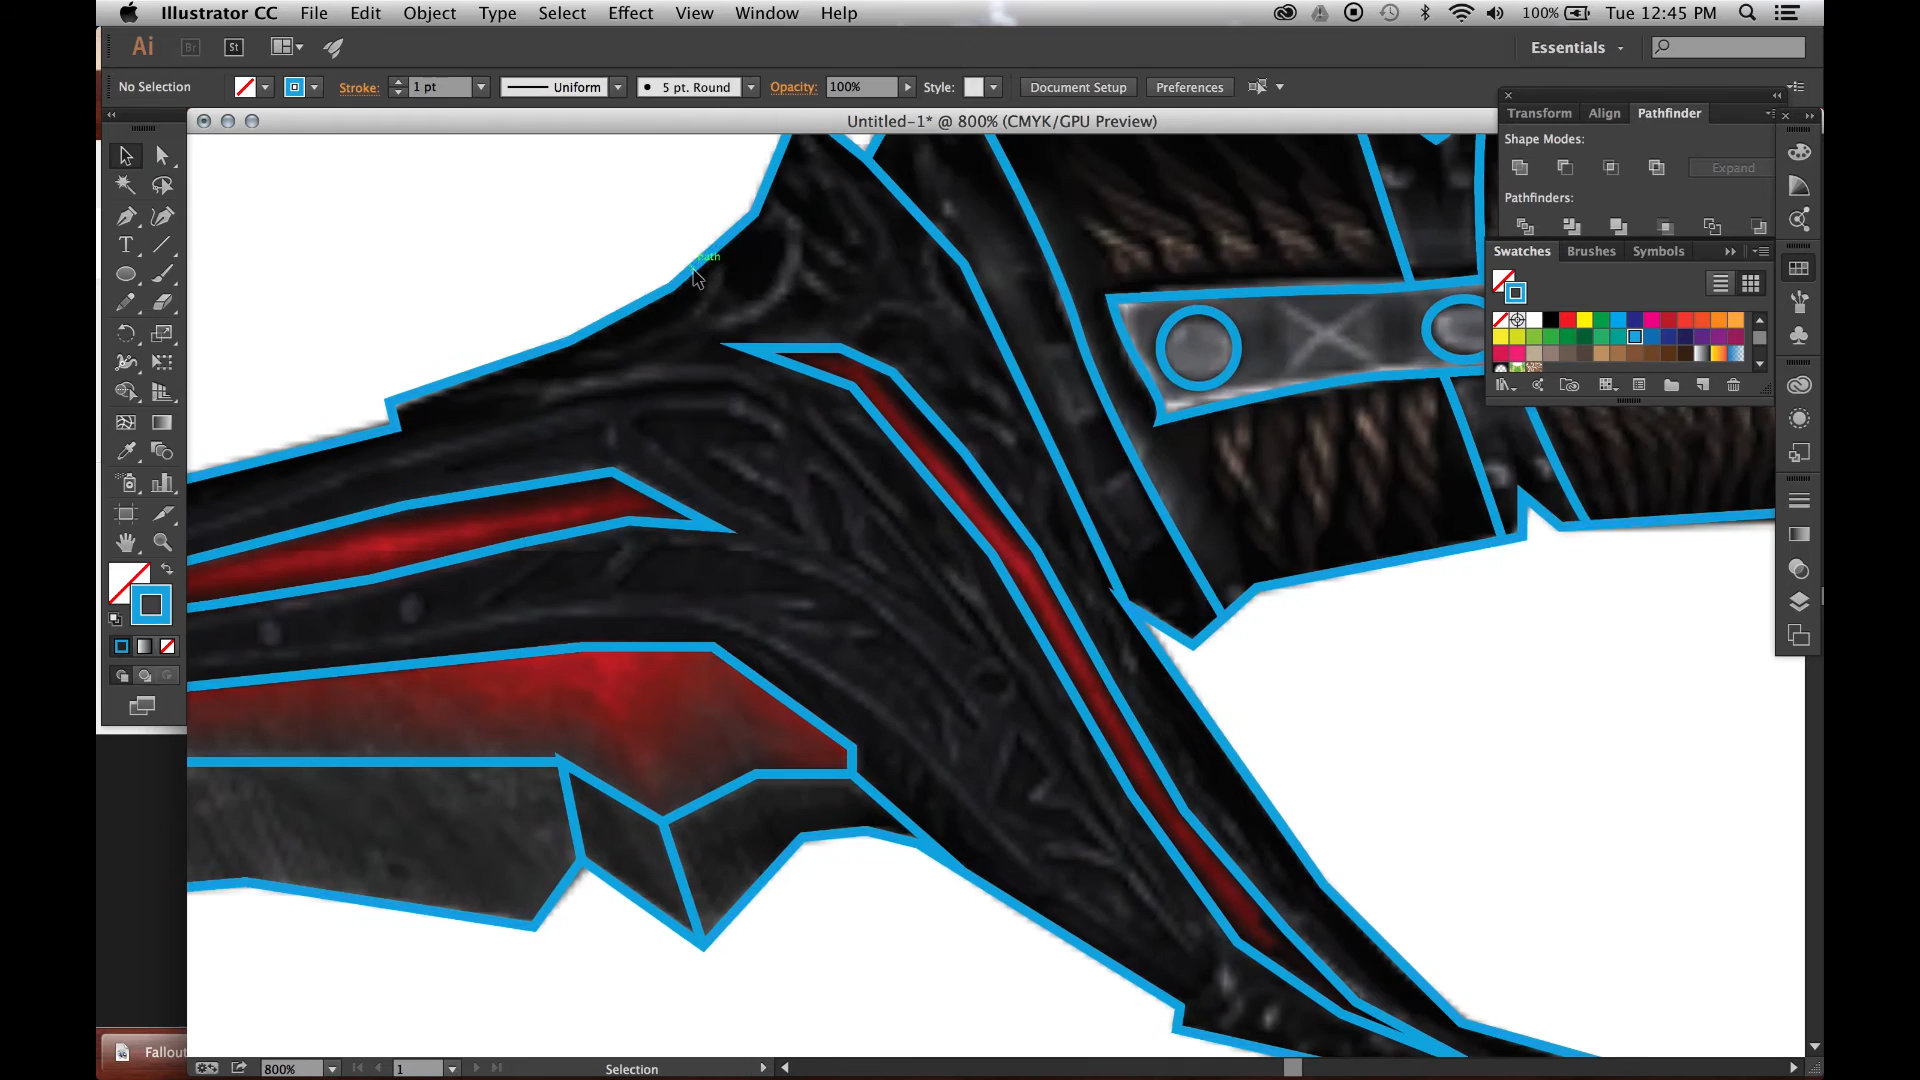 Illustrator CC File Edit Object Type Select Effect View Window Help 100% Tue 12:45 PM
Ai Br St Essentials
No Selection Stroke: 1 pt Uniform 5 pt. Round Opacity: 100% Style: Document Setup Preferences
Untitled-1* @ 800% (CMYK/GPU Preview)
Transform Align Pathfinder
Shape Modes:
Expand
Pathfinders:
Swatches Brushes Symbols
path
Fallout
800% 1 Selection